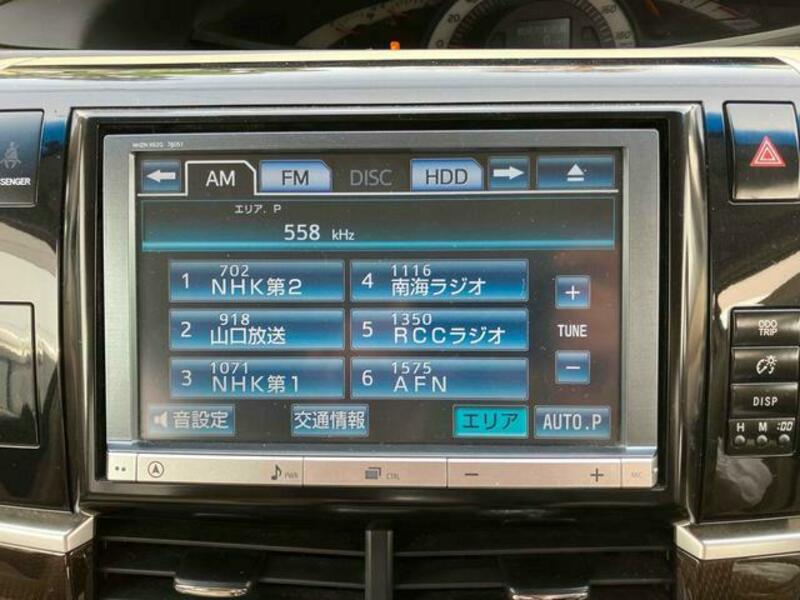 SENGER
NHZN-X62G 78051
AM FM DISC HDD
エリア．P
558 kHz
1 702 NHK第2
4 1116 南海ラジオ
2 918 山口放送
5 1350 RCCラジオ
3 1071 NHK第1
6 1575 AFN
+
TUNE
−
音設定 交通情報 エリア AUTO.P
PWR CTRL − + MIC
ODO
TRIP
DISP
H M :00